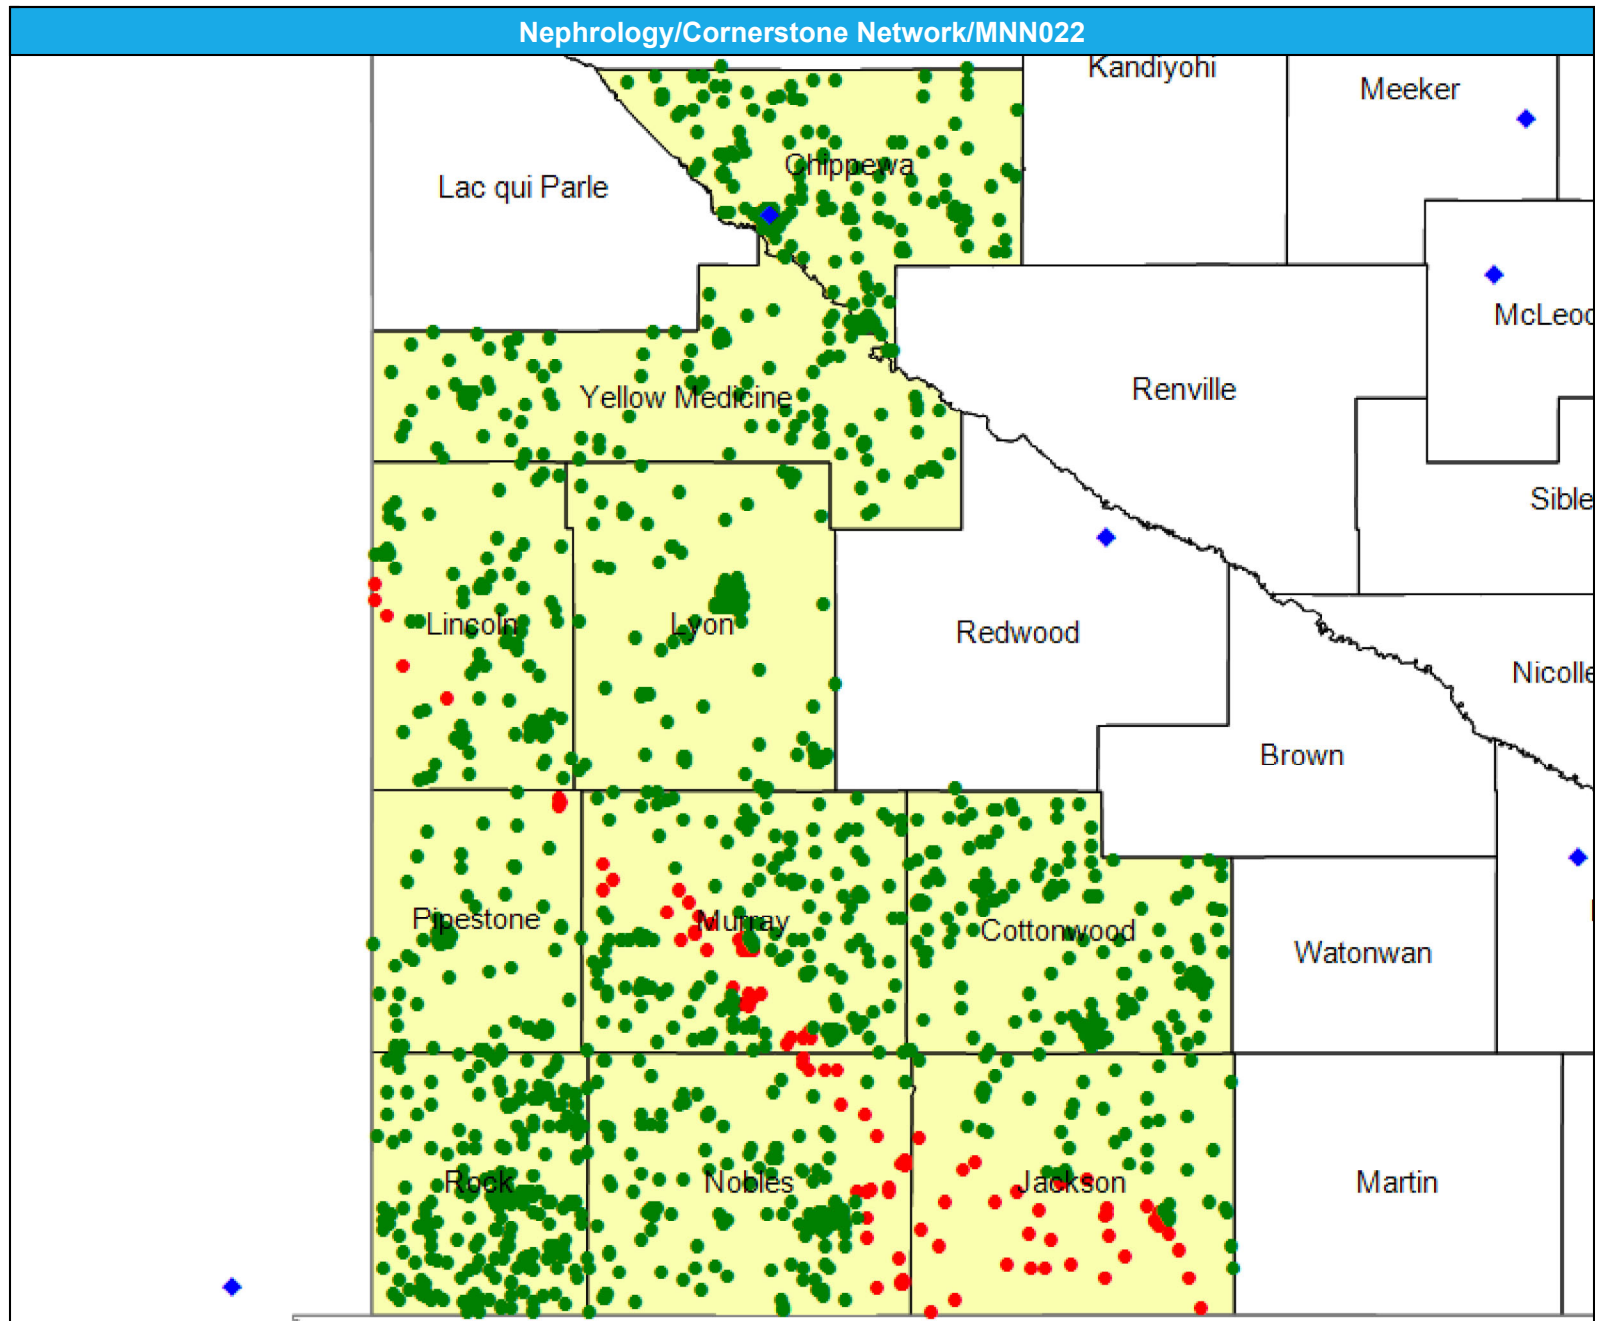 Nephrology/Cornerstone Network/MNN022
Kandiyohi
Meeker
Chippewa
Lac qui Parle
McLeod
Renville
Yellow Medicine
Sible
Lincoln
Lyon
Redwood
Nicolle
Brown
Pipestone
Murray
Cottonwood
Watonwan
Rock
Nobles
Jackson
Martin